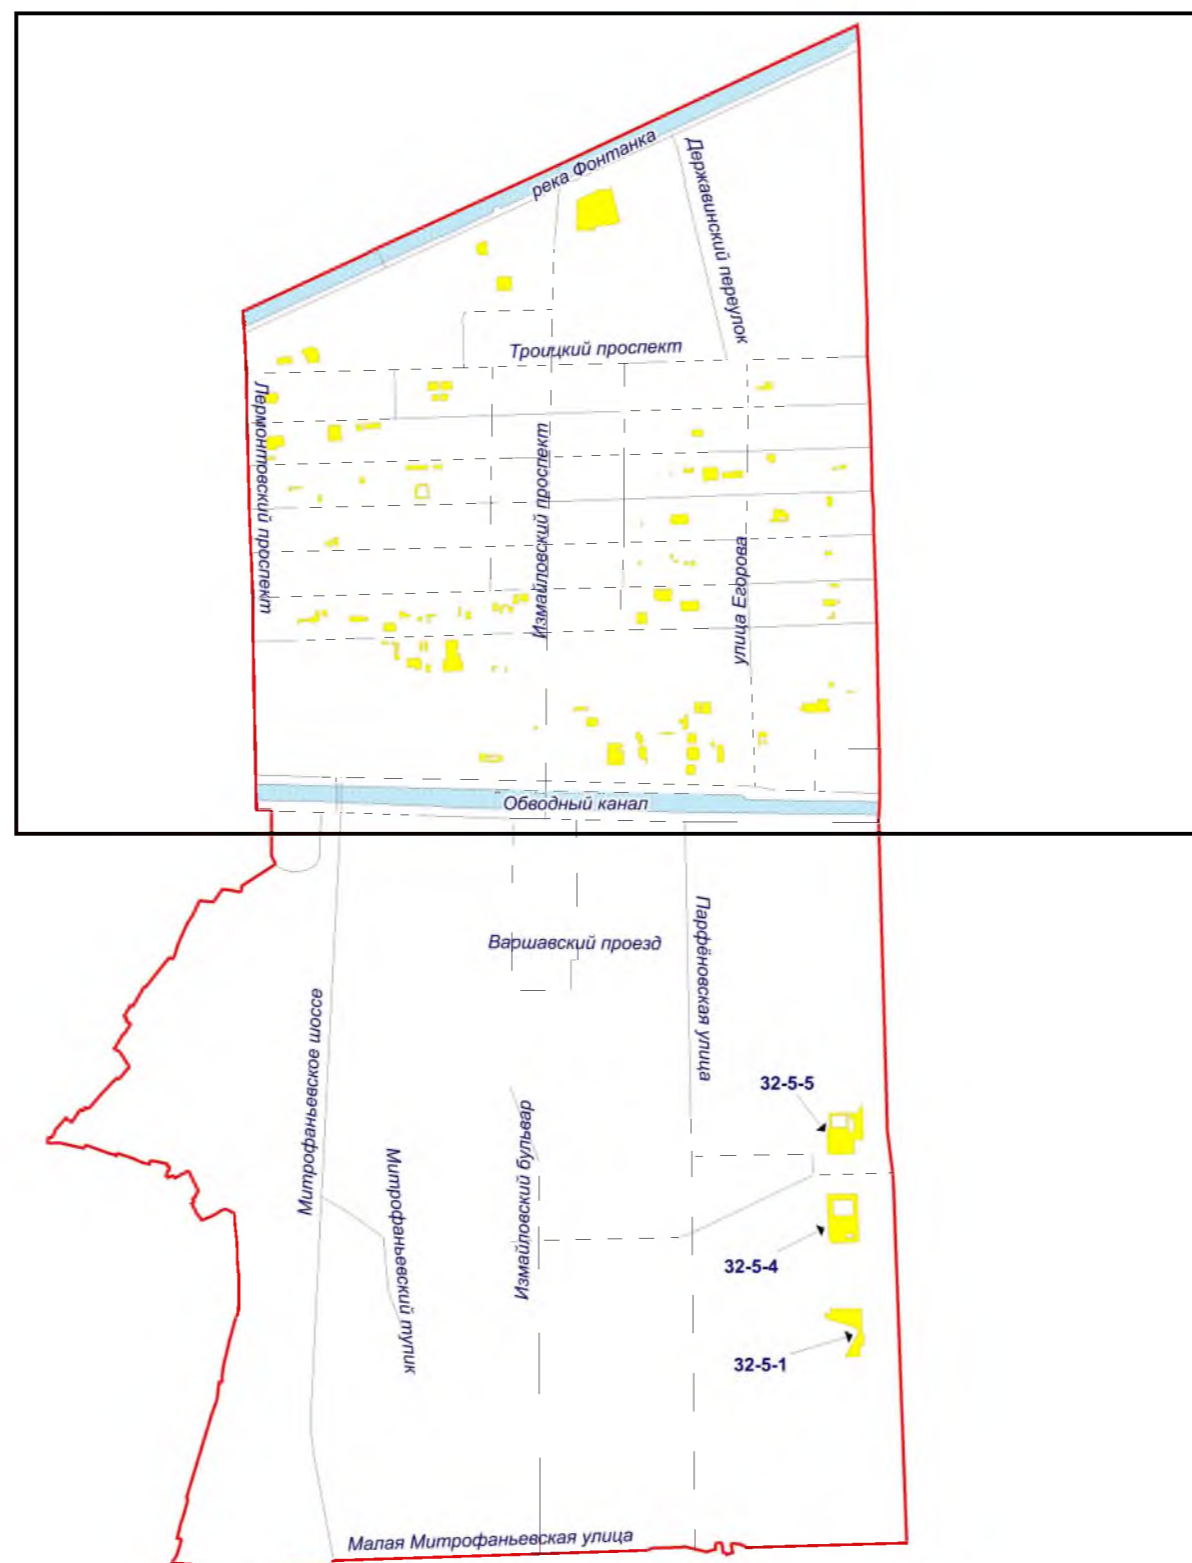 река Фонтанка
Державинский переулок
Троицкий проспект
Лермонтовский проспект
Измайловский проспект
улица Егорова
Обводный канал
Варшавский проезд
Парфёновская улица
Митрофаньевское шоссе
32-5-5
Измайловский бульвар
Митрофаньевский тупик
32-5-4
32-5-1
Малая Митрофаньевская улица